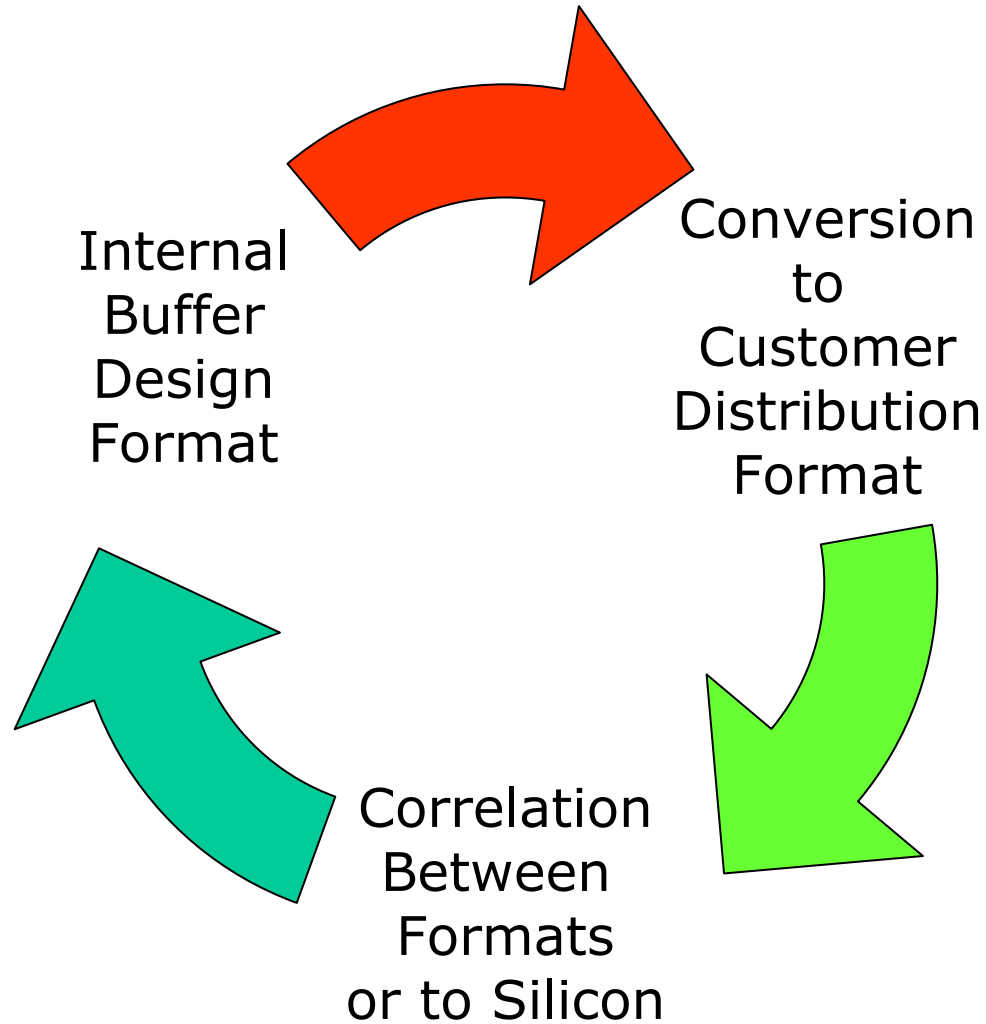 Internal
Buffer
Design
Format
Conversion
to
Customer
Distribution
Format
Correlation
Between
Formats
or to Silicon